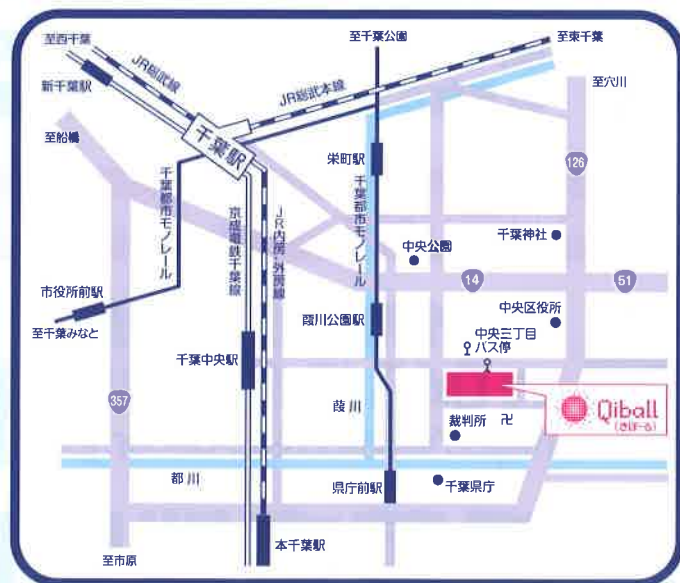 至西千葉
JR総武線
至千葉公園
至東千葉
新千葉駅
JR総武本線
至穴川
至船橋
千葉駅
栄町駅
126
千葉都市モノレール
京成電鉄千葉線
JR内房・外房線
千葉都市モノレール
千葉神社
中央公園
14
51
市役所前駅
至千葉みなと
葭川公園駅
中央区役所
中央三丁目
バス停
千葉中央駅
357
葭川
Qiball
(きぼーる)
裁判所
卍
都川
県庁前駅
千葉県庁
本千葉駅
至市原